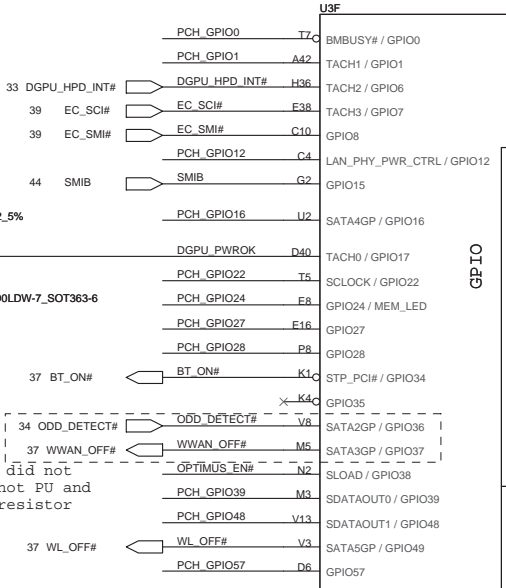 U3F
PCH_GPIO0 T7 BMBUSY# / GPIO0
PCH_GPIO1 A42 TACH1 / GPIO1
33 DGPU_HPD_INT# DGPU_HPD_INT# H36 TACH2 / GPIO6
39 EC_SCI# EC_SCI# E38 TACH3 / GPIO7
39 EC_SMI# EC_SMI# C10 GPIO8
PCH_GPIO12 C4 LAN_PHY_PWR_CTRL / GPIO12
44 SMIB SMIB G2 GPIO15
2_5% PCH_GPIO16 U2 SATA4GP / GPIO16
DGPU_PWROK D40 TACH0 / GPIO17
GPIO
PCH_GPIO22 T5 SCLOCK / GPIO22
0LDW-7_SOT363-6 PCH_GPIO24 E8 GPIO24 / MEM_LED
PCH_GPIO27 E16 GPIO27
PCH_GPIO28 P8 GPIO28
37 BT_ON# BT_ON# K1 STP_PCI# / GPIO34
K4 GPIO35
34 ODD_DETECT# ODD_DETECT# V8 SATA2GP / GPIO36
37 WWAN_OFF# WWAN_OFF# M5 SATA3GP / GPIO37
did not OPTIMUS_EN# N2 SLOAD / GPIO38
not PU and PCH_GPIO39 M3 SDATAOUT0 / GPIO39
resistor PCH_GPIO48 V13 SDATAOUT1 / GPIO48
37 WL_OFF# WL_OFF# V3 SATA5GP / GPIO49
PCH_GPIO57 D6 GPIO57